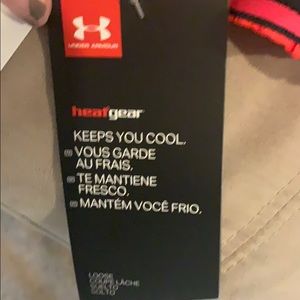 UNDER ARMOUR
heatgear
KEEPS YOU COOL.
VOUS GARDE
AU FRAIS.
TE MANTIENE
FRESCO.
MANTÉM VOCÊ FRIO.
LOOSE
COUPE LÂCHE
SUELTO
SOLTO